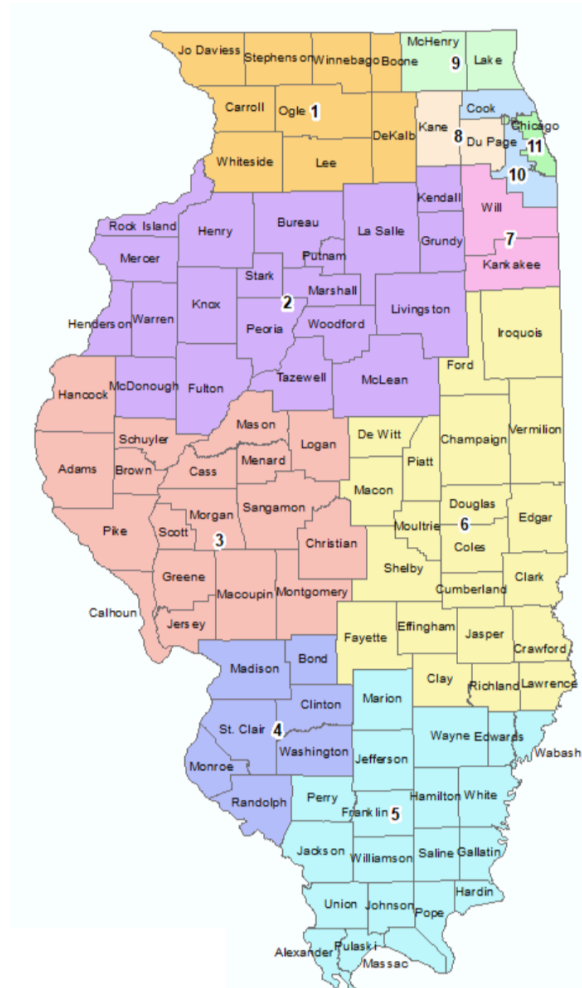 McHenry
Jo Daviess
Stephenson
Winnebago
Boone
9
Lake
Carroll
Ogle
1
DeKalb
Kane
Cook
Chicago
8
Du Page
11
Whiteside
Lee
10
Rock Island
Henry
Bureau
La Salle
Kendall
Will
7
Mercer
Putnam
Grundy
Kankakee
Stark
Marshall
2
Henderson
Warren
Knox
Peoria
Woodford
Livingston
Iroquois
Ford
Hancock
McDonough
Fulton
Tazewell
McLean
Mason
Schuyler
Logan
De Witt
Champaign
Vermilion
Adams
Brown
Cass
Menard
Piatt
Macon
Pike
Scott
Morgan
Sangamon
3
Christian
Moultrie
Douglas
6
Edgar
Coles
Shelby
Greene
Macoupin
Montgomery
Cumberland
Clark
Calhoun
Jersey
Fayette
Effingham
Jasper
Crawford
Madison
Bond
Clay
Richland
Lawrence
Clinton
Marion
St. Clair
4
Wayne
Edwards
Wabash
Washington
Jefferson
Monroe
Randolph
Perry
Franklin
5
Hamilton
White
Jackson
Williamson
Saline
Gallatin
Hardin
Union
Johnson
Pope
Alexander
Pulaski
Massac